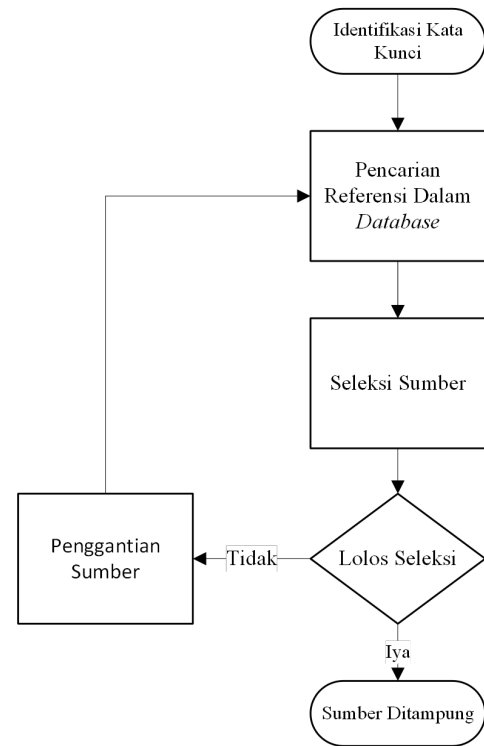 Identifikasi Kata
Kunci
Pencarian
Referensi Dalam
Database
Seleksi Sumber
Lolos Seleksi
Tidak
Penggantian
Sumber
Iya
Sumber Ditampung